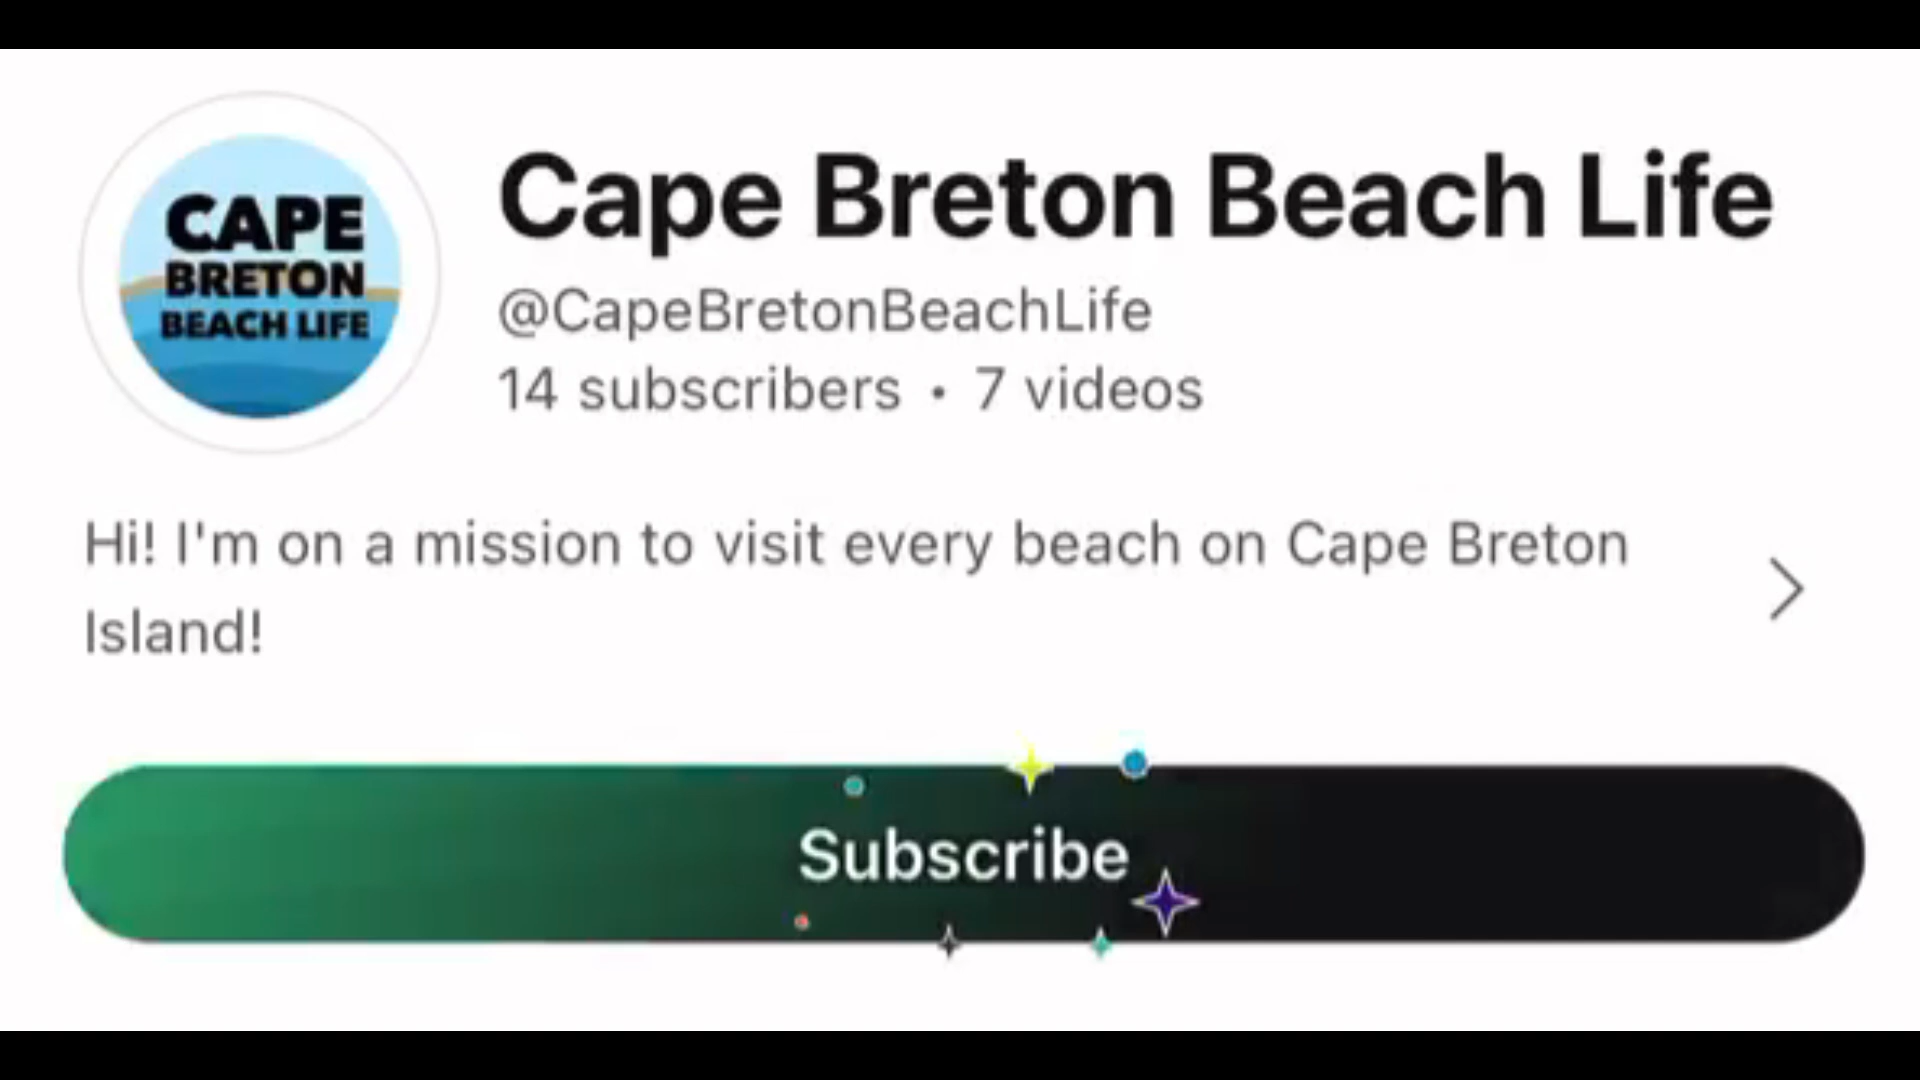 CAPE
BRETON
BEACH LIFE
Cape Breton Beach Life
@CapeBretonBeachLife
14 subscribers • 7 videos
Hi! I'm on a mission to visit every beach on Cape Breton
Island!
Subscribe